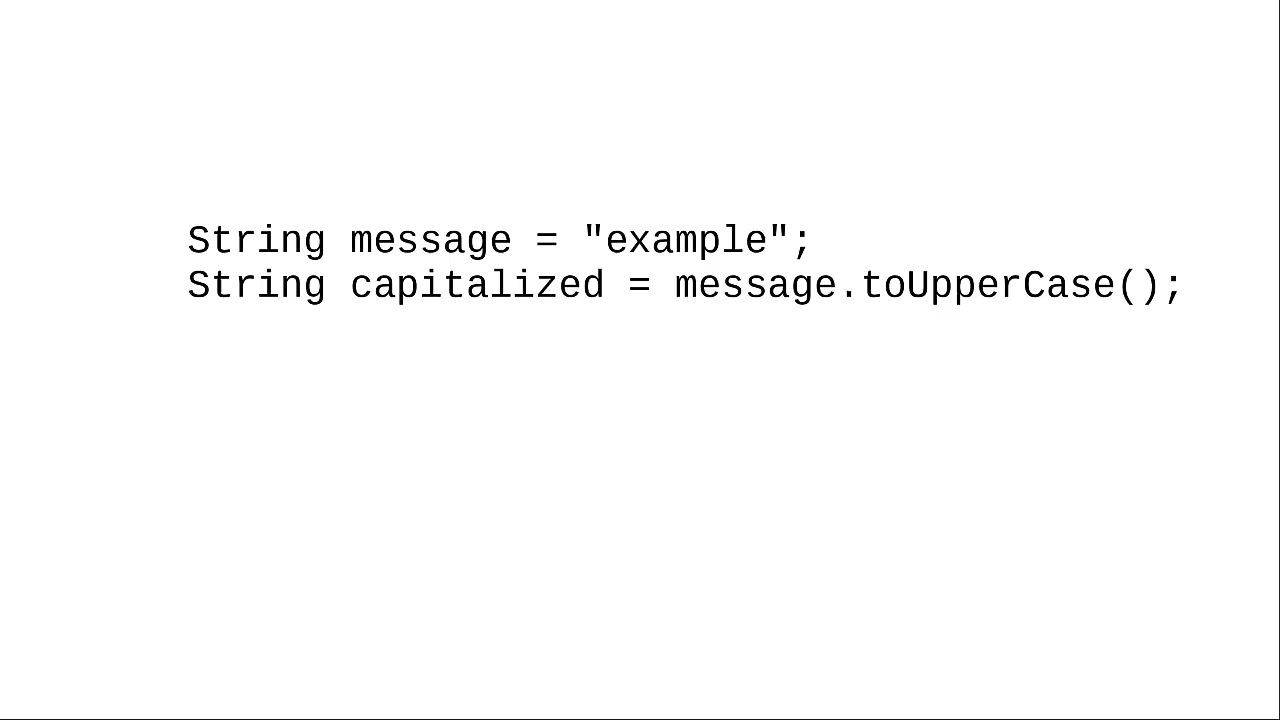 String message = "example";
String capitalized = message.toUpperCase();